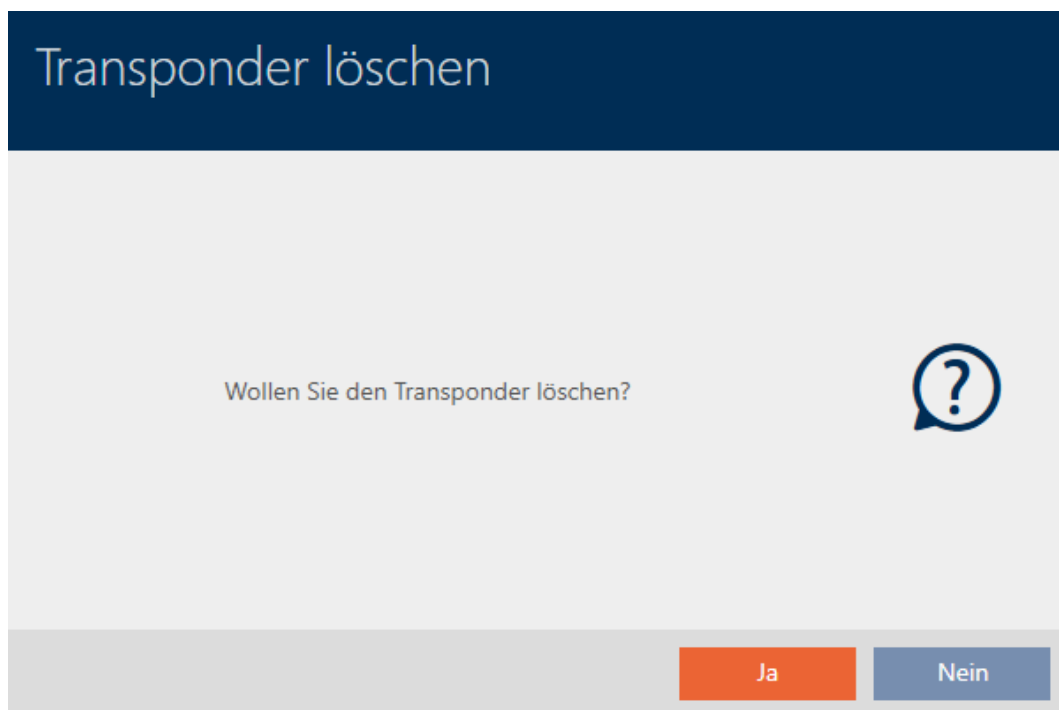 Transponder löschen
Wollen Sie den Transponder löschen?
?
Ja
Nein